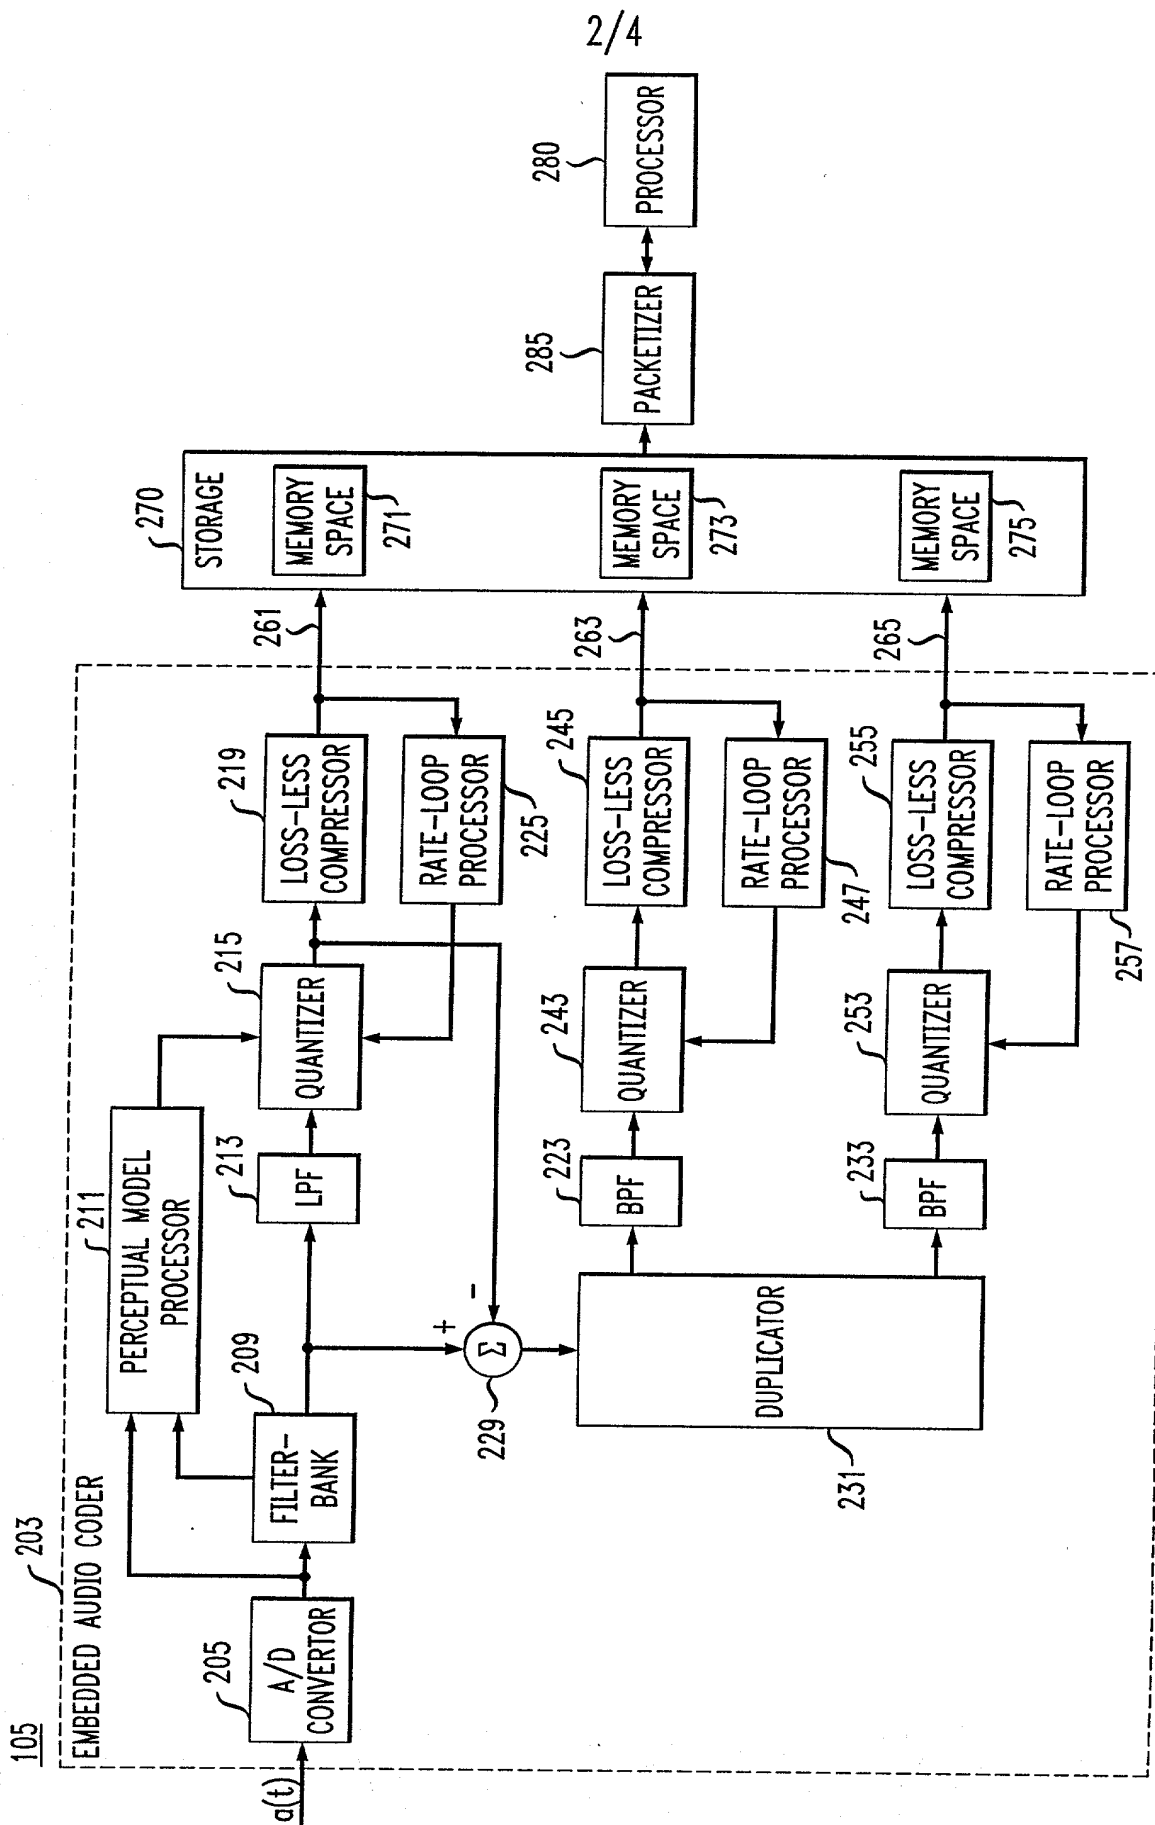 2/4
105
203
EMBEDDED AUDIO CODER
a(t)
205
A/D
CONVERTOR
209
FILTER-
BANK
211
PERCEPTUAL MODEL
PROCESSOR
213
LPF
215
QUANTIZER
219
LOSS-LESS
COMPRESSOR
RATE-LOOP
PROCESSOR
225
261
+
-
Σ
229
DUPLICATOR
231
223
BPF
243
QUANTIZER
245
LOSS-LESS
COMPRESSOR
RATE-LOOP
PROCESSOR
247
263
233
BPF
253
QUANTIZER
255
LOSS-LESS
COMPRESSOR
RATE-LOOP
PROCESSOR
257
265
270
STORAGE
MEMORY
SPACE
271
MEMORY
SPACE
273
MEMORY
SPACE
275
285
PACKETIZER
280
PROCESSOR